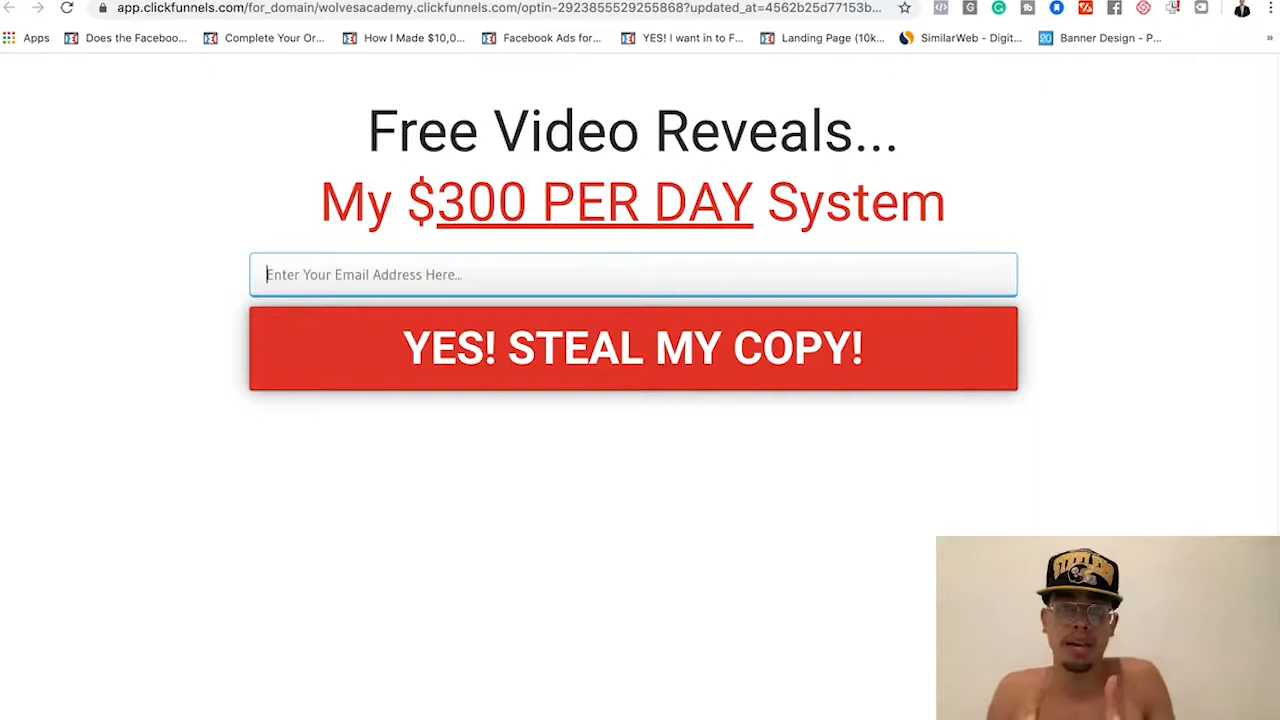 app.clickfunnels.com/for_domain/wolvesacademy.clickfunnels.com/optin-2923855529255868?updated_at=4562b25d77153b...
Apps Does the Faceboo... Complete Your Or... How I Made $10,0... Facebook Ads for... YES! I want in to F... Landing Page (10k... SimilarWeb - Digit... Banner Design - P... »
Free Video Reveals...
My $300 PER DAY System
Enter Your Email Address Here...
YES! STEAL MY COPY!
STEELERS